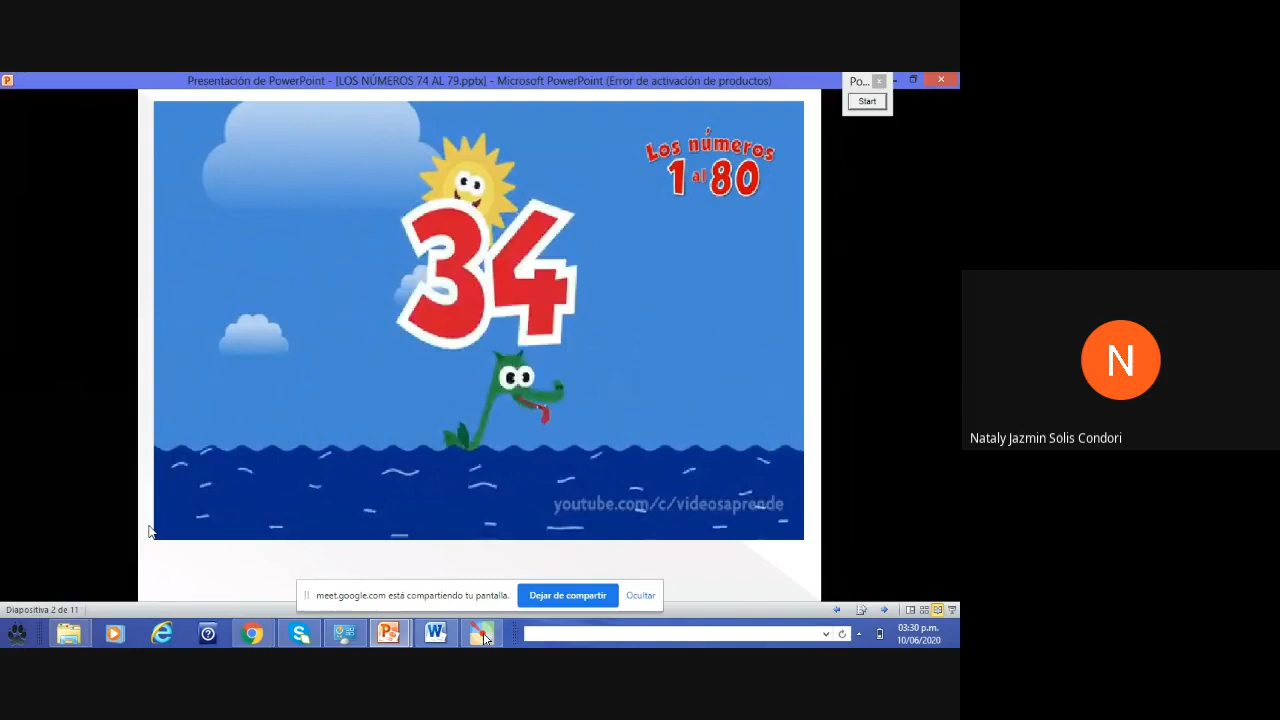 Presentación de PowerPoint - [LOS NÚMEROS 74 AL 79.pptx] - Microsoft PowerPoint (Error de activación de productos)
Po...
Start
Los números
1 al 80
34
youtube.com/c/videosaprende
N
Nataly Jazmin Solis Condori
meet.google.com está compartiendo tu pantalla.
Dejar de compartir
Ocultar
Diapositiva 2 de 11
03:30 p.m.
10/06/2020